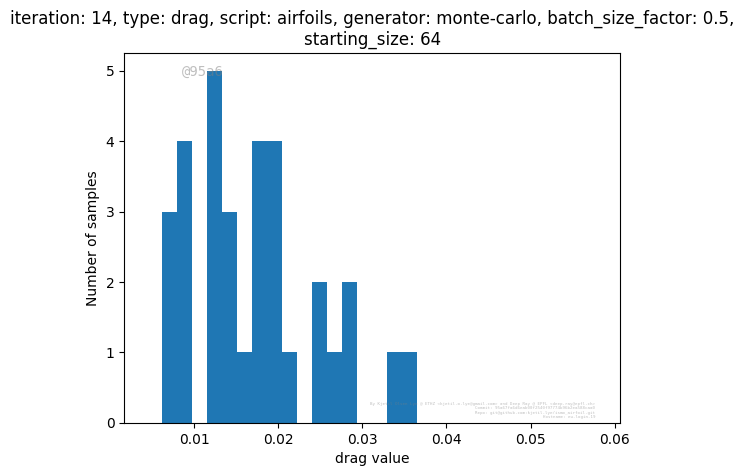 iteration: 14, type: drag, script: airfoils, generator: monte-carlo, batch_size_factor: 0.5,
starting_size: 64
@95a6
5
4
3
2
1
0
Number of samples
0.01 0.02 0.03 0.04 0.05 0.06
drag value